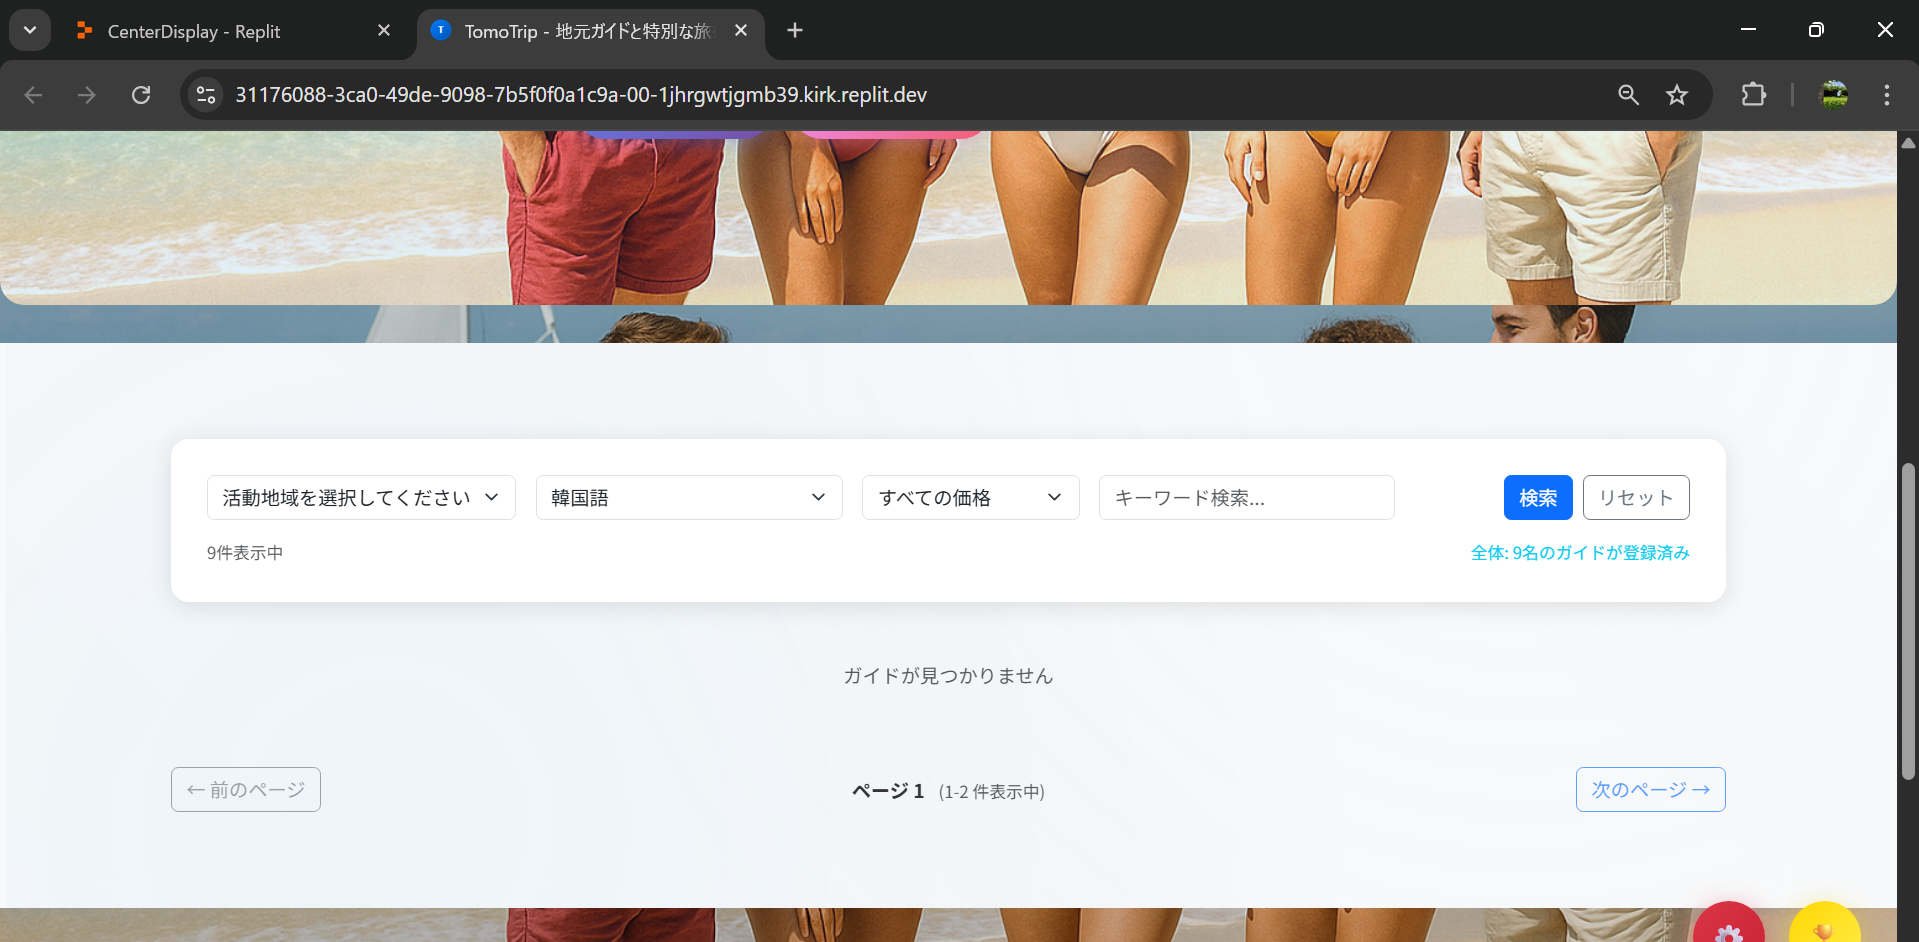 CenterDisplay - Replit
TomoTrip - 地元ガイドと特別な旅
31176088-3ca0-49de-9098-7b5f0f0a1c9a-00-1jhrgwtjgmb39.kirk.replit.dev
活動地域を選択してください
韓国語
すべての価格
キーワード検索...
検索
リセット
9件表示中
全体: 9名のガイドが登録済み
ガイドが見つかりません
← 前のページ
ページ 1 (1-2 件表示中)
次のページ →